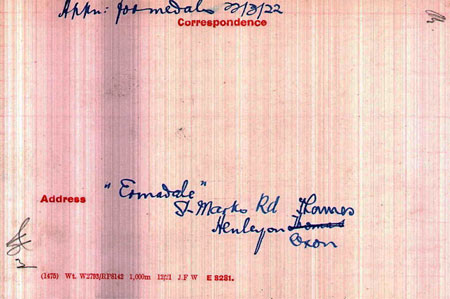 Appn: for medals 22/3/22
Correspondence
Address "Ermsdale"
St Marks Rd Thames
Henley on Thames
Oxon
(1475) Wt. W2793/RP8142 1,000m 12/21 J.F.W E 8281.